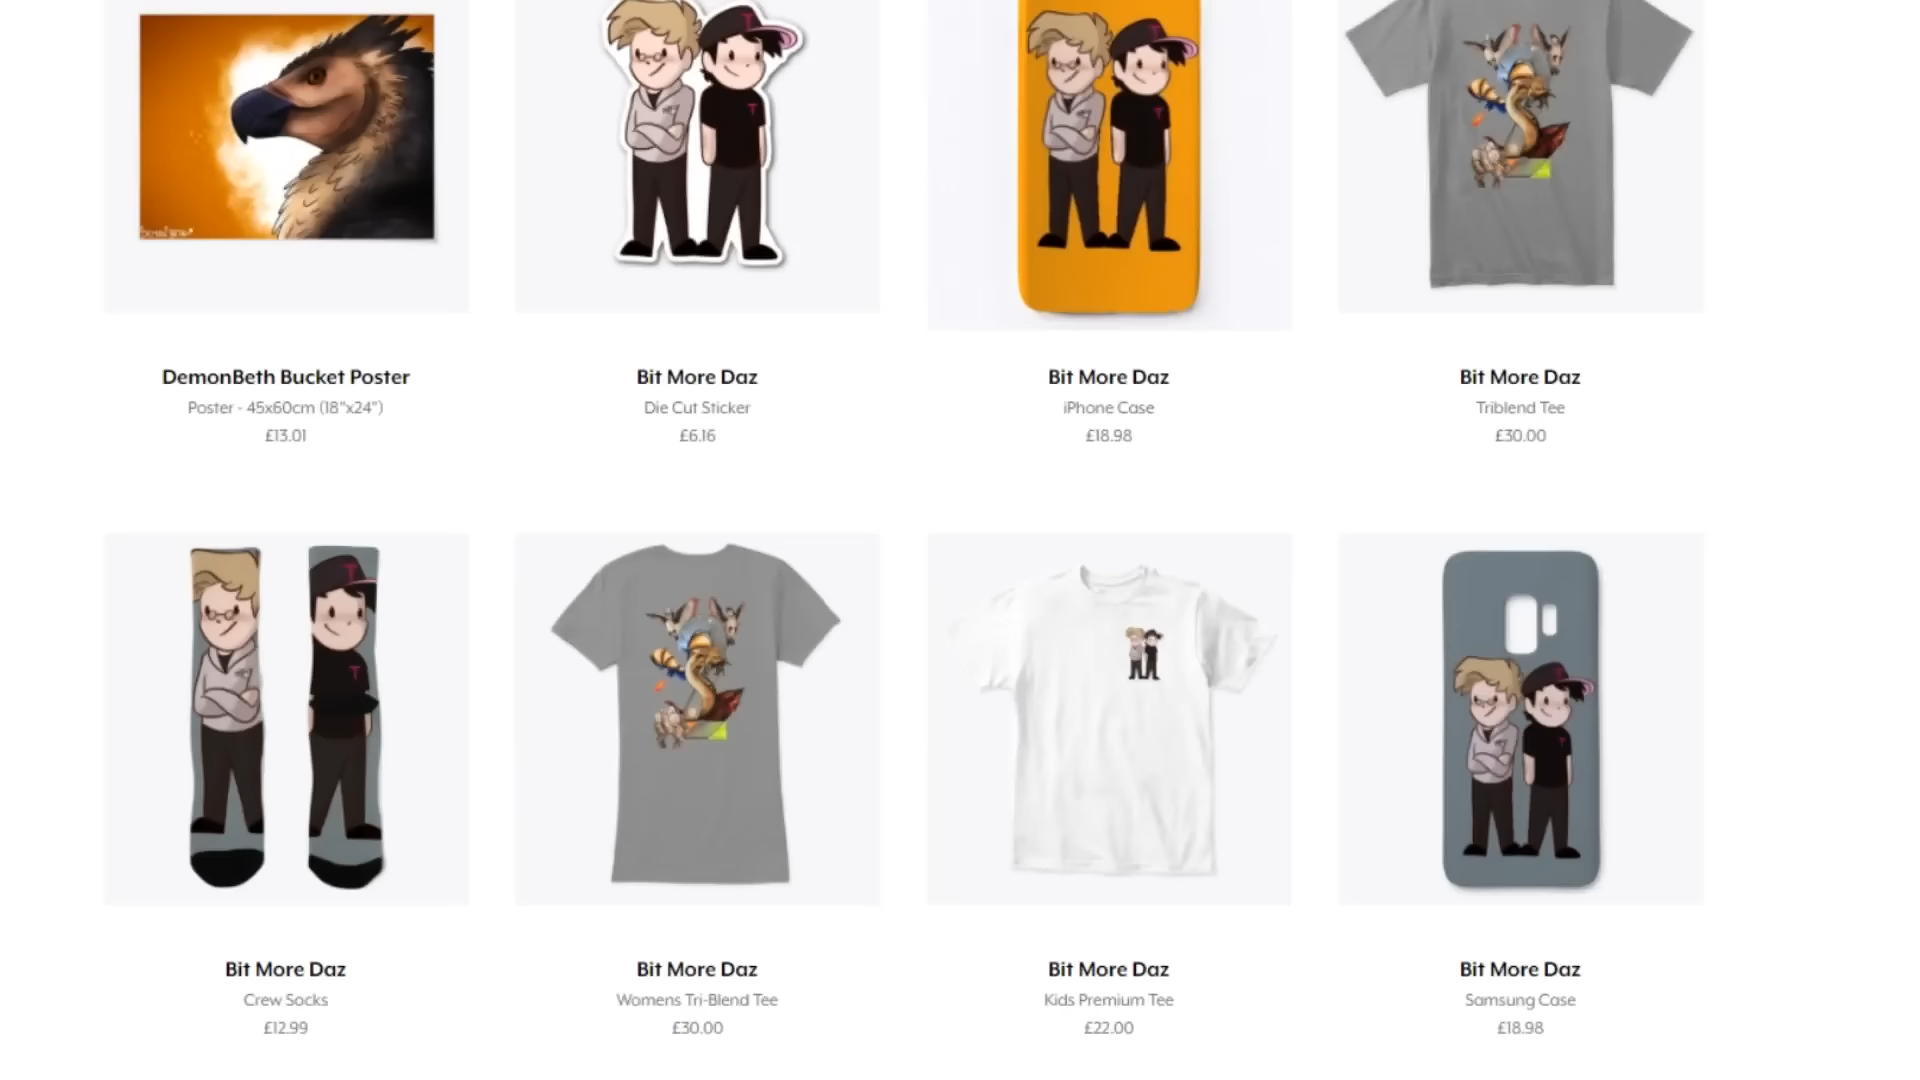 DemonBeth Bucket Poster
Poster - 45x60cm (18"x24")
£13.01
Bit More Daz
Die Cut Sticker
£6.16
Bit More Daz
iPhone Case
£18.98
Bit More Daz
Triblend Tee
£30.00
Bit More Daz
Crew Socks
£12.99
Bit More Daz
Womens Tri-Blend Tee
£30.00
Bit More Daz
Kids Premium Tee
£22.00
Bit More Daz
Samsung Case
£18.98